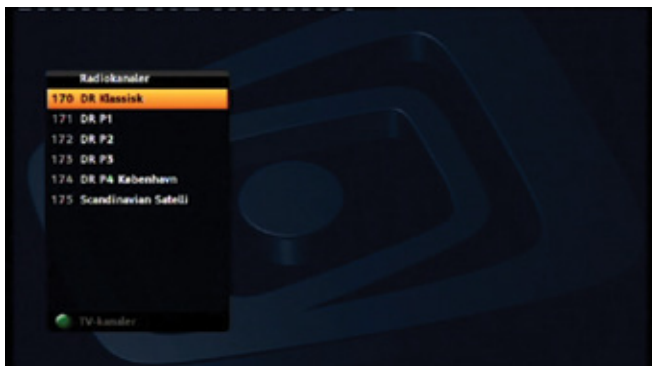 Radiokanaler
170 DR Klassisk
171 DR P1
172 DR P2
173 DR P3
174 DR P4 København
175 Scandinavian Satelli
TV-kanaler